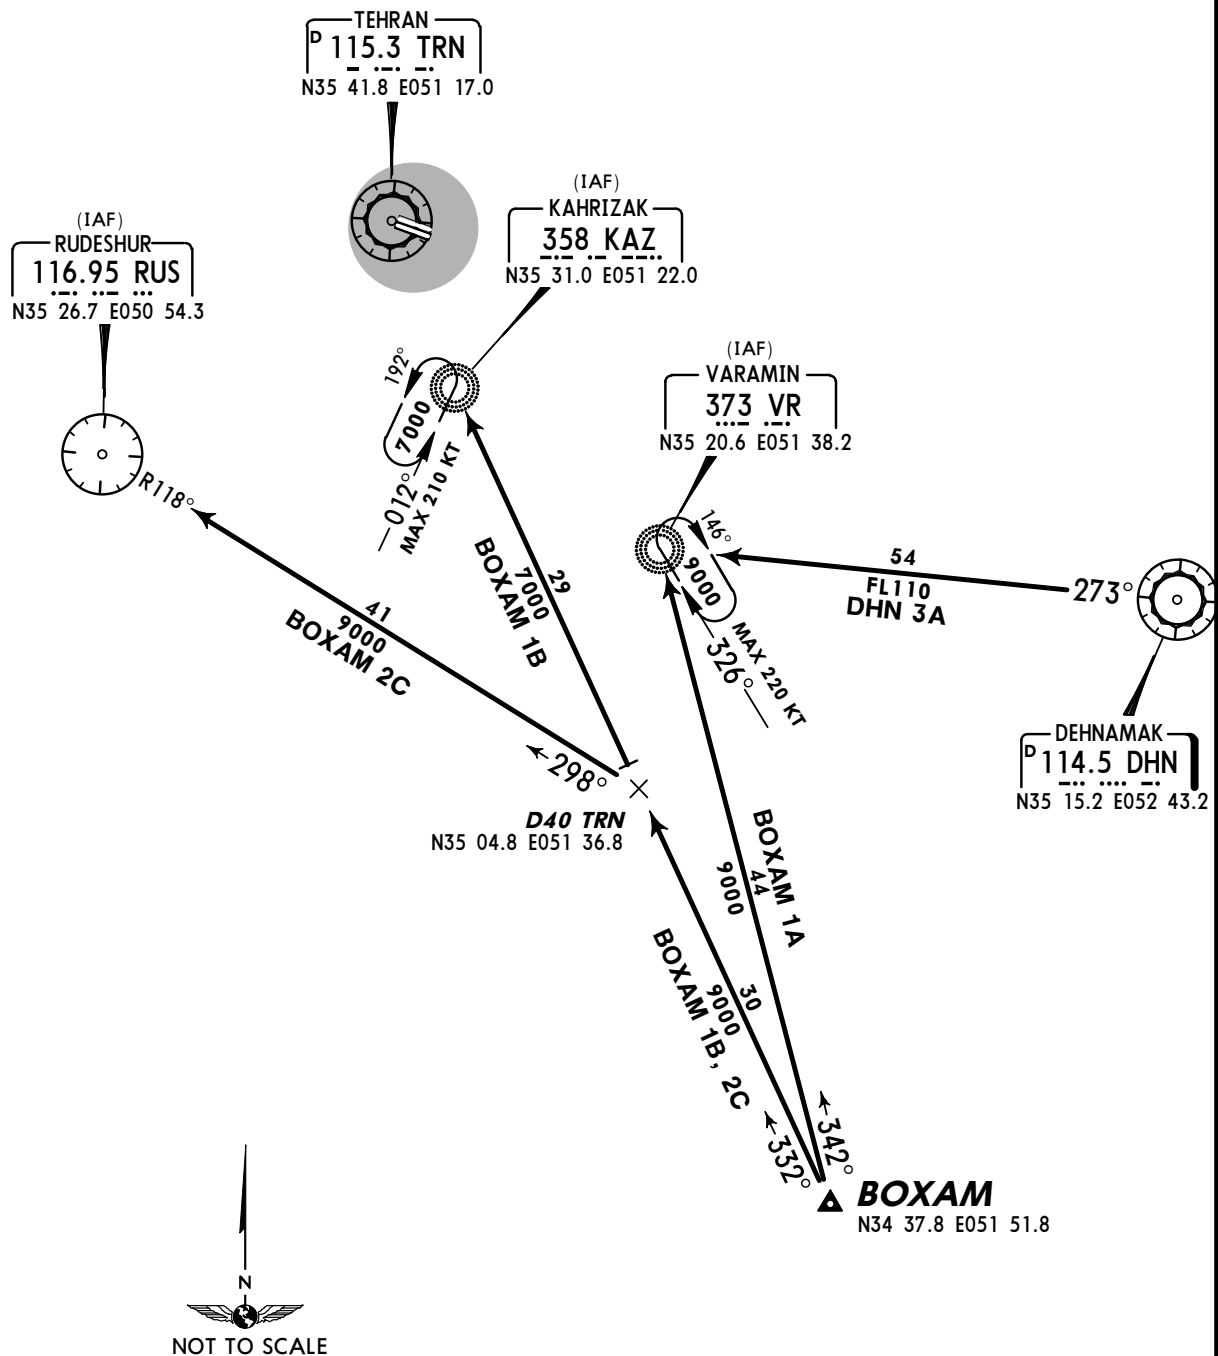 TEHRAN
D 115.3 TRN
N35 41.8 E051 17.0
(IAF)
KAHRIZAK
358 KAZ
N35 31.0 E051 22.0
(IAF)
RUDESHUR
116.95 RUS
N35 26.7 E050 54.3
(IAF)
VARAMIN
373 VR
N35 20.6 E051 38.2
192°
7000
012°
MAX 210 KT
R118°
146°
9000
326°
MAX 220 KT
54
FL110
DHN 3A
273°
29
7000
BOXAM 1B
41
9000
BOXAM 2C
298°
DEHNAMAK
D 114.5 DHN
N35 15.2 E052 43.2
D40 TRN
N35 04.8 E051 36.8
BOXAM 1A
44
9000
30
9000
BOXAM 1B, 2C
342°
332°
BOXAM
N34 37.8 E051 51.8
N
NOT TO SCALE